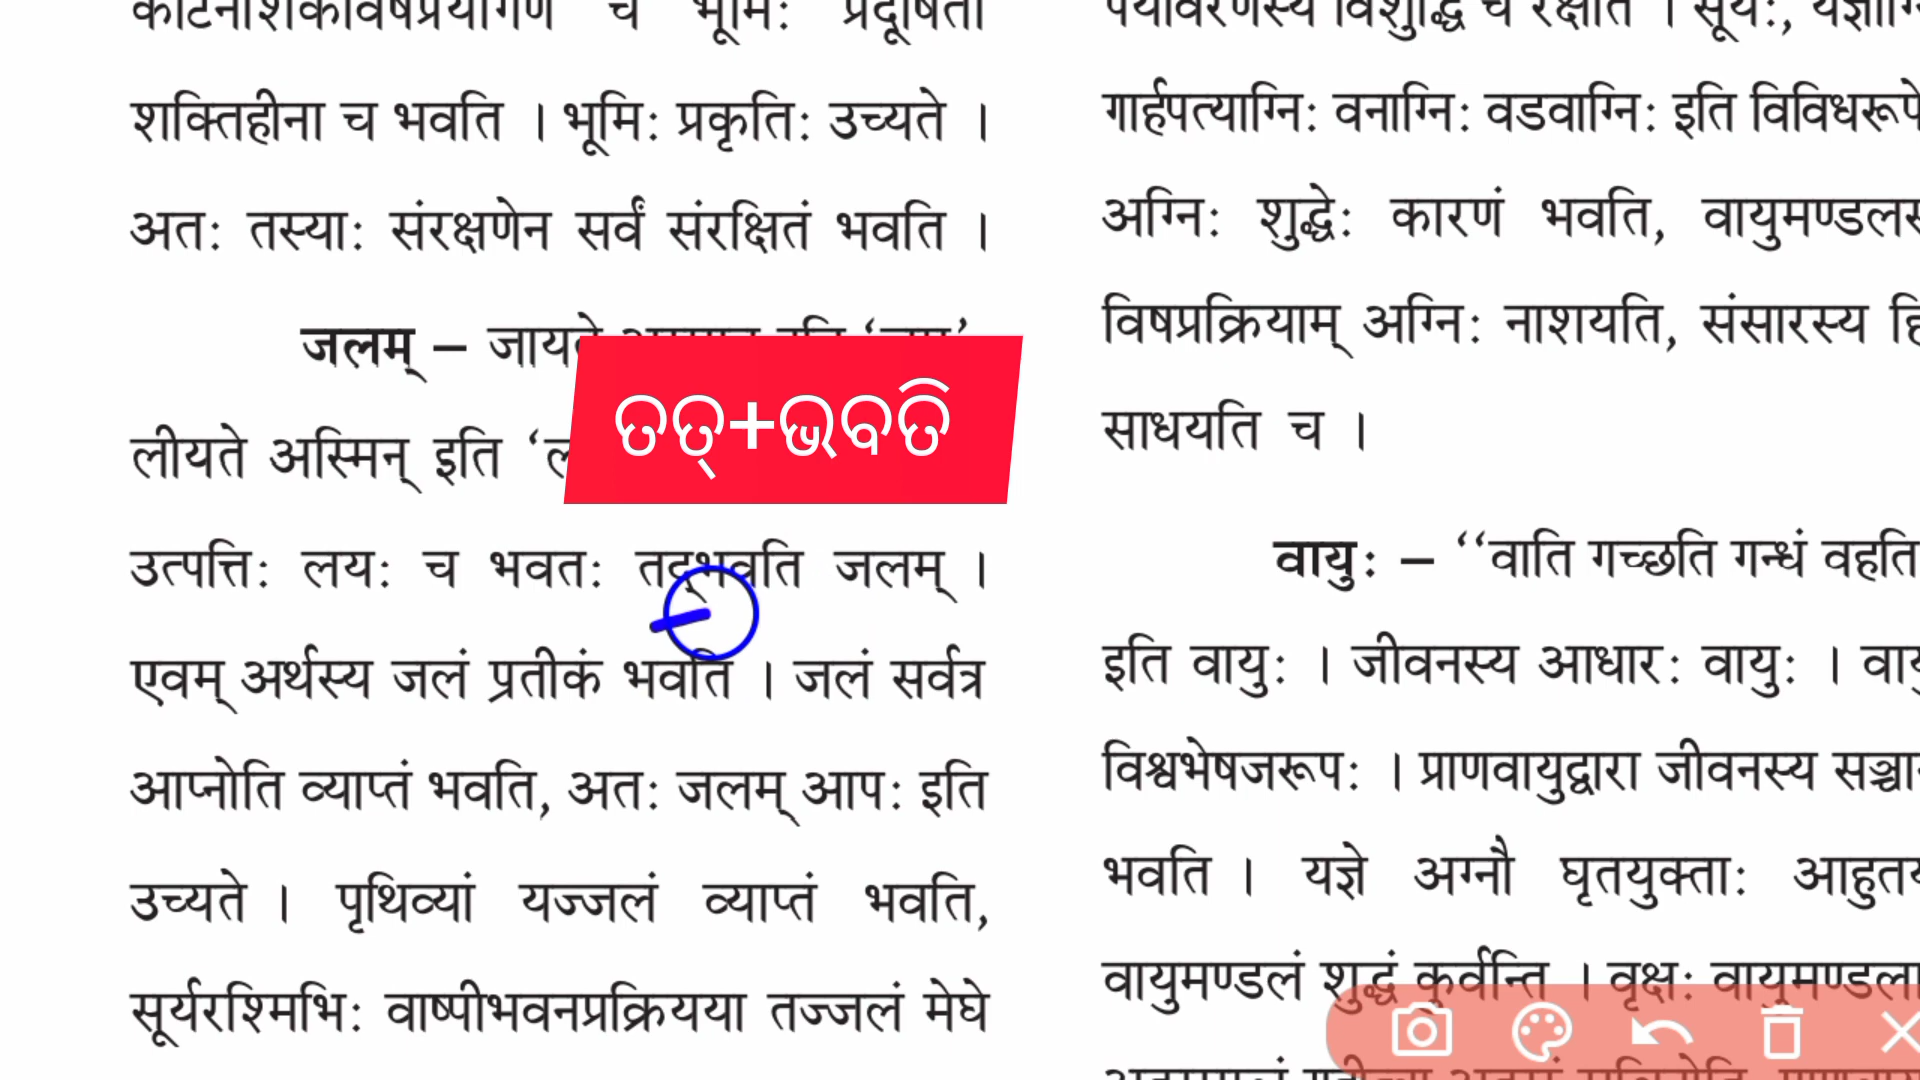 च भूमिः प्रदूषिता
शक्तिहीना च भवति । भूमिः प्रकृतिः उच्यते ।
अतः तस्याः संरक्षणेन सर्वं संरक्षितं भवति ।
जलम् –
लीयते अस्मिन् इति
ତତ୍+ଭବତି
उत्पत्तिः लयः च भवतः तद्भवति जलम् ।
एवम् अर्थस्य जलं प्रतीकं भवति । जलं सर्वत्र
आप्नोति व्याप्तं भवति, अतः जलम् आपः इति
उच्यते । पृथिव्यां यज्जलं व्याप्तं भवति,
सूर्यरश्मिभिः वाष्पीभवनप्रक्रियया तज्जलं मेघे
विशुद्धिं च रक्षति । सूर्यः,
गार्हपत्याग्निः वनाग्निः वडवाग्निः इति
अग्निः शुद्धेः कारणं भवति,
विषप्रक्रियाम् अग्निः नाशयति, संसारस्य
साधयति च ।
वायुः – ‘‘वाति गच्छति गन्धं वहति
इति वायुः । जीवनस्य आधारः वायुः ।
विश्वभेषजरूपः । प्राणवायुद्वारा जीवनस्य
भवति । यज्ञे अग्नौ घृतयुक्ताः
वायुमण्डलं शुद्धं कुर्वन्ति । वृक्षः